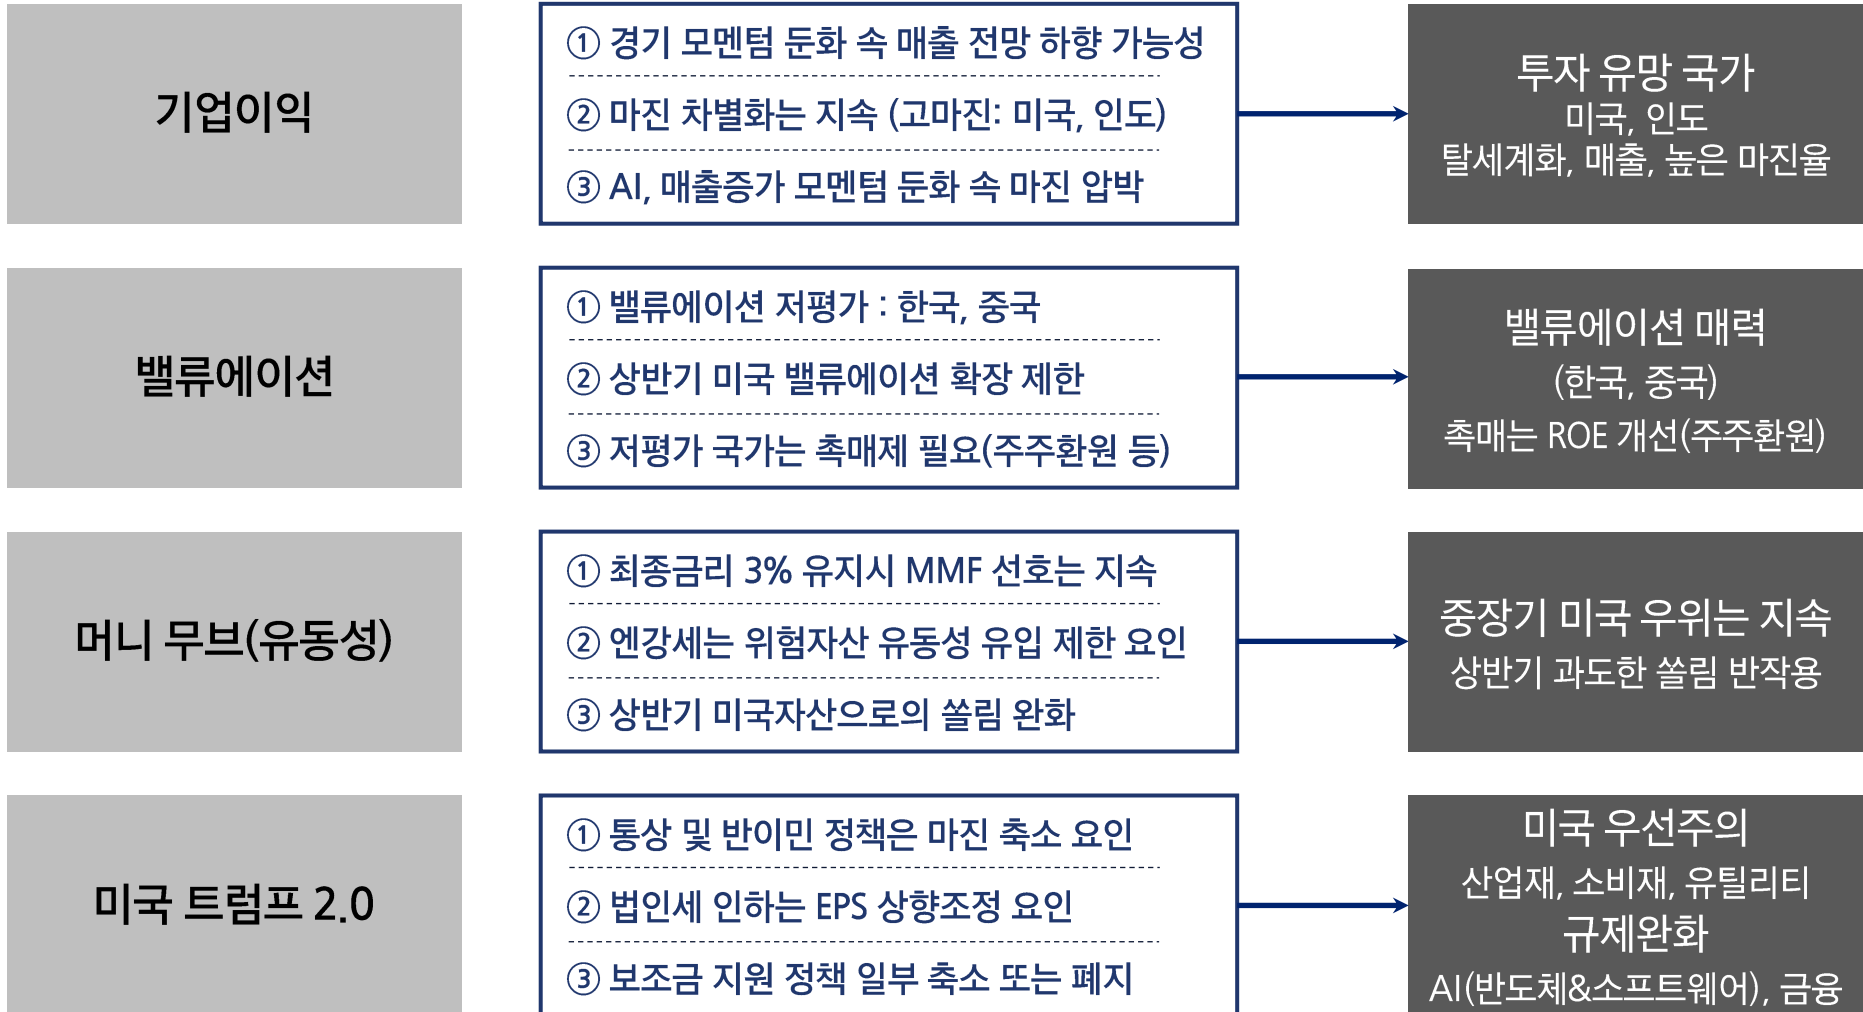 기업이익
① 경기 모멘텀 둔화 속 매출 전망 하향 가능성
② 마진 차별화는 지속 (고마진: 미국, 인도)
③ AI, 매출증가 모멘텀 둔화 속 마진 압박
투자 유망 국가
미국, 인도
탈세계화, 매출, 높은 마진율
밸류에이션
① 밸류에이션 저평가 : 한국, 중국
② 상반기 미국 밸류에이션 확장 제한
③ 저평가 국가는 촉매제 필요(주주환원 등)
밸류에이션 매력
(한국, 중국)
촉매는 ROE 개선(주주환원)
머니 무브(유동성)
① 최종금리 3% 유지시 MMF 선호는 지속
② 엔강세는 위험자산 유동성 유입 제한 요인
③ 상반기 미국자산으로의 쏠림 완화
중장기 미국 우위는 지속
상반기 과도한 쏠림 반작용
미국 트럼프 2.0
① 통상 및 반이민 정책은 마진 축소 요인
② 법인세 인하는 EPS 상향조정 요인
③ 보조금 지원 정책 일부 축소 또는 폐지
미국 우선주의
산업재, 소비재, 유틸리티
규제완화
AI(반도체&소프트웨어), 금융